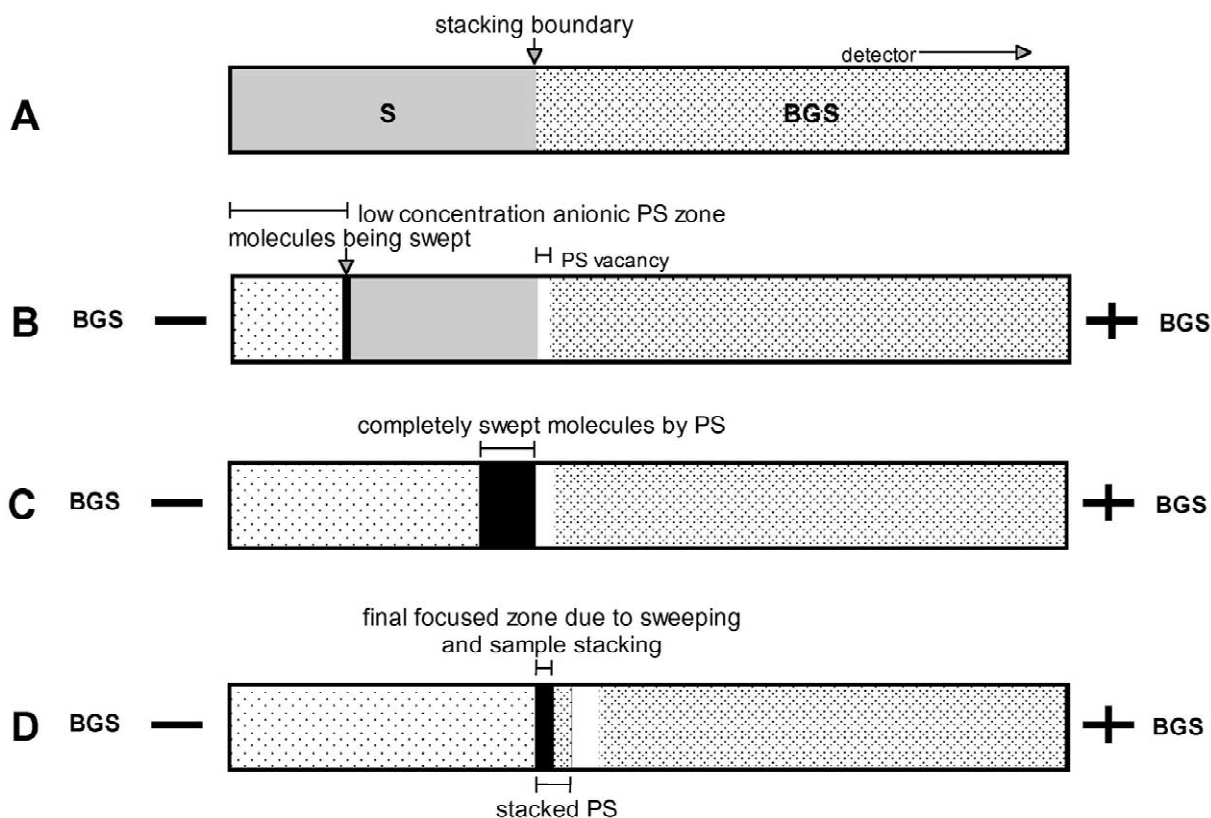 stacking boundary
detector
A
S
BGS
low concentration anionic PS zone
molecules being swept
PS vacancy
B
BGS
BGS
completely swept molecules by PS
C
BGS
BGS
final focused zone due to sweeping
and sample stacking
D
BGS
BGS
stacked PS